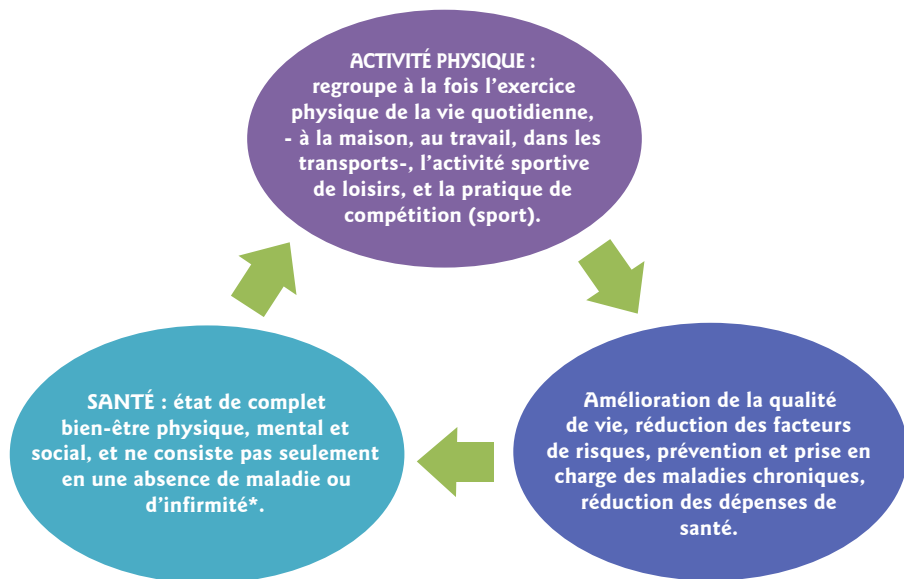 ACTIVITÉ PHYSIQUE :
regroupe à la fois l’exercice
physique de la vie quotidienne,
- à la maison, au travail, dans les
transports-, l’activité sportive
de loisirs, et la pratique de
compétition (sport).
SANTÉ : état de complet
bien-être physique, mental et
social, et ne consiste pas seulement
en une absence de maladie ou
d’infirmité*.
Amélioration de la qualité
de vie, réduction des facteurs
de risques, prévention et prise en
charge des maladies chroniques,
réduction des dépenses de
santé.